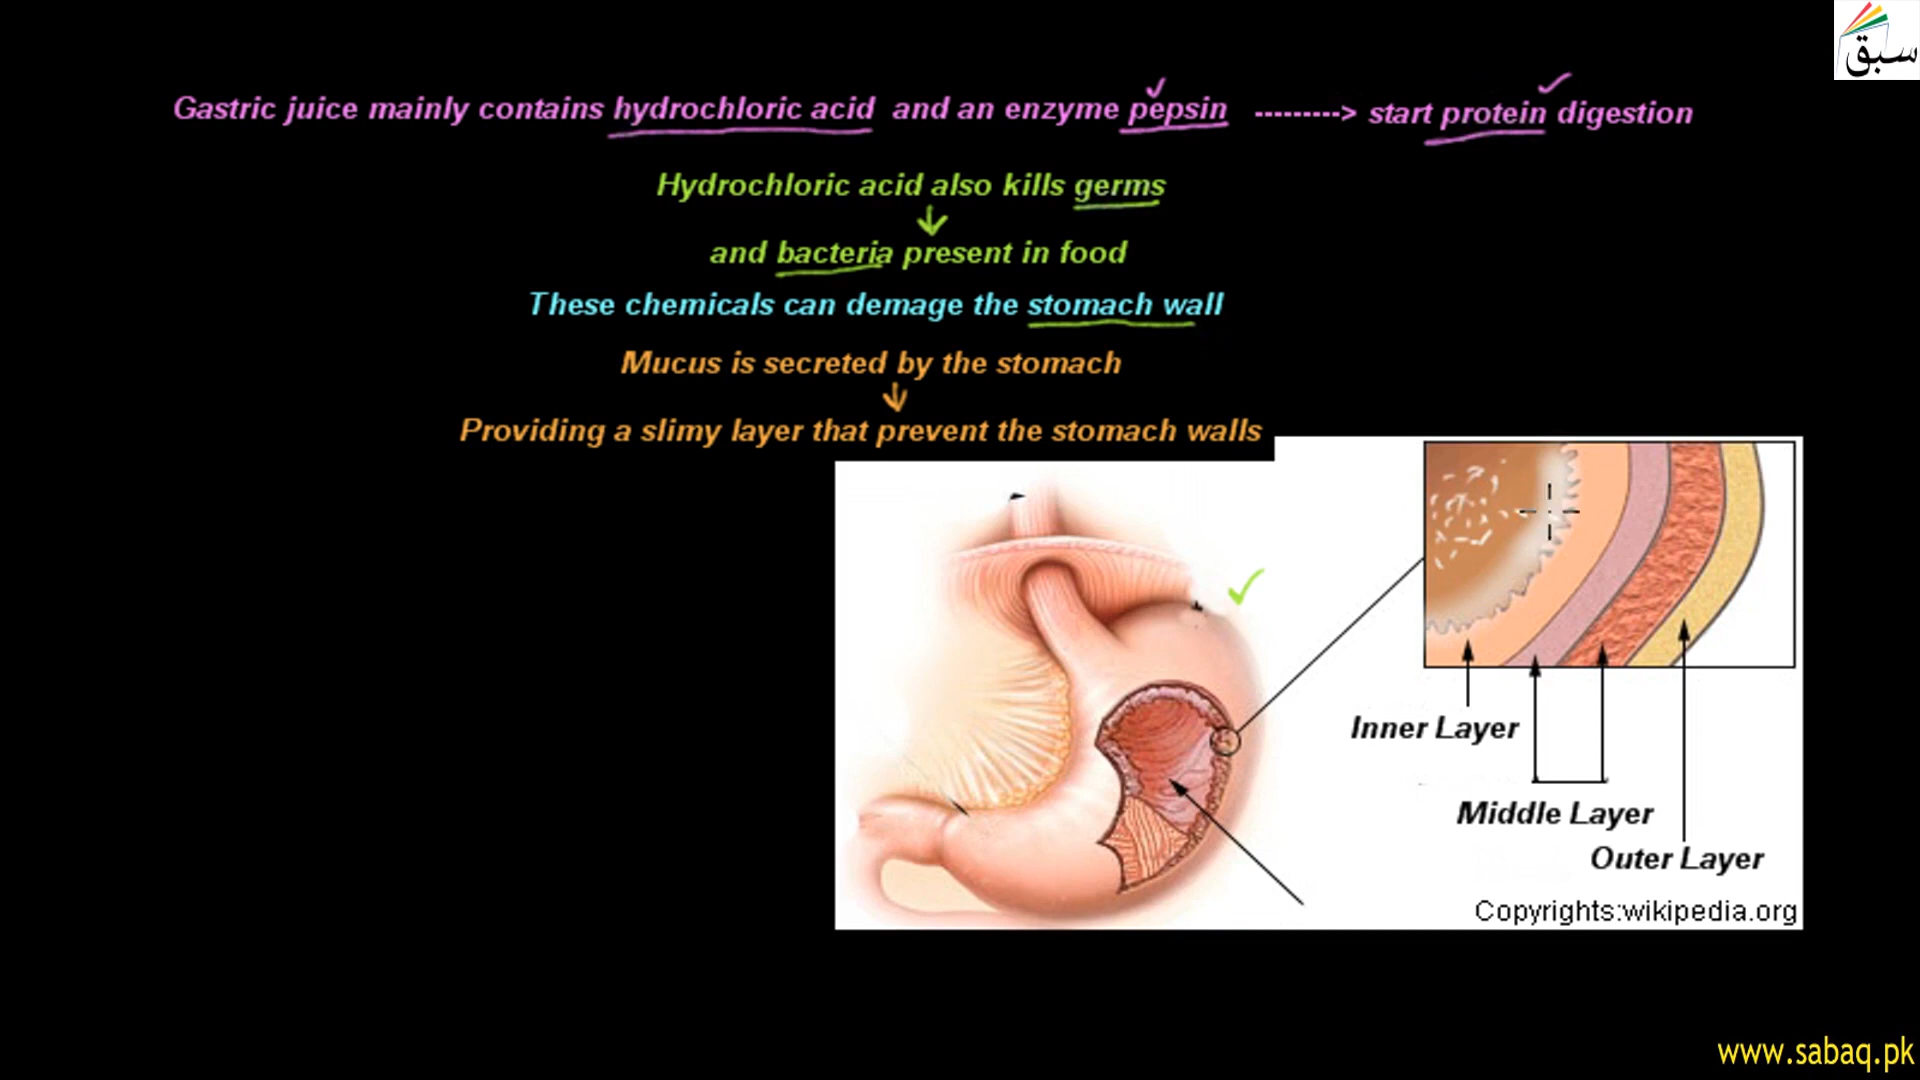 سبق
Gastric juice mainly contains hydrochloric acid and an enzyme pepsin ---------> start protein digestion
Hydrochloric acid also kills germs
and bacteria present in food
These chemicals can demage the stomach wall
Mucus is secreted by the stomach
Providing a slimy layer that prevent the stomach walls
Inner Layer
Middle Layer
Outer Layer
Copyrights:wikipedia.org
www.sabaq.pk